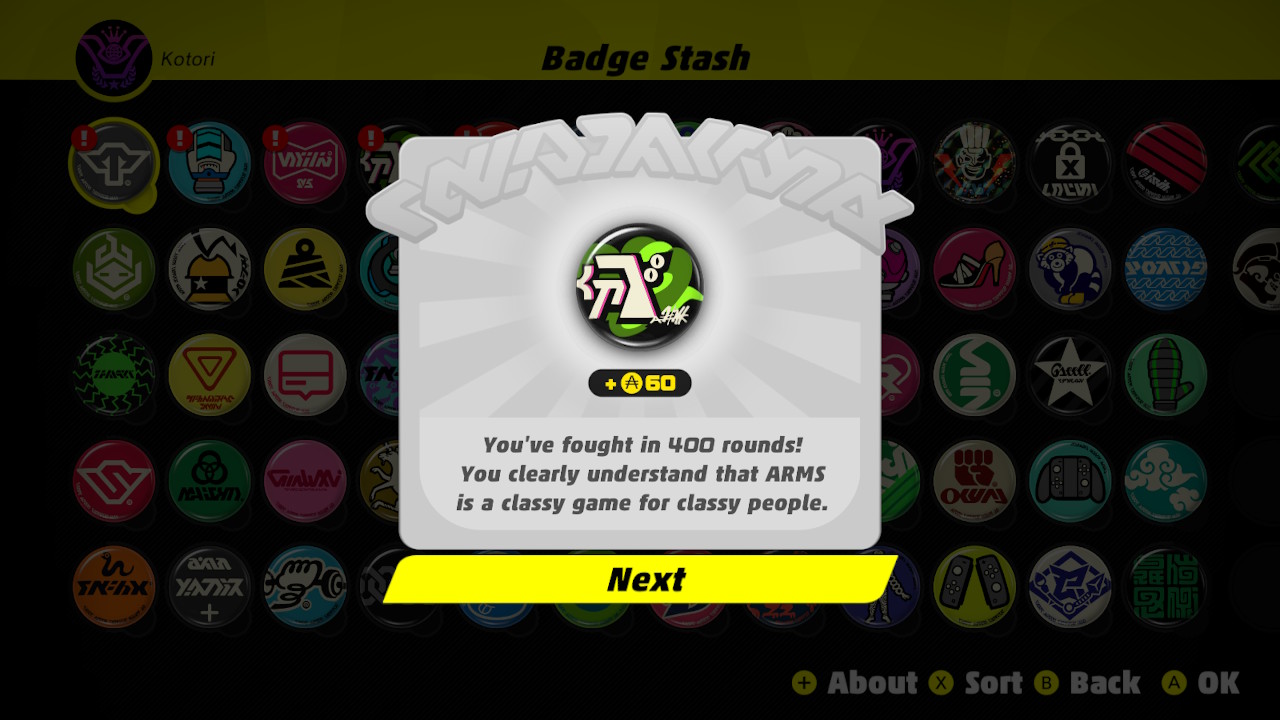 Kotori
Badge Stash
+ 60
You've fought in 400 rounds!
You clearly understand that ARMS
is a classy game for classy people.
Next
+ About X Sort B Back A OK